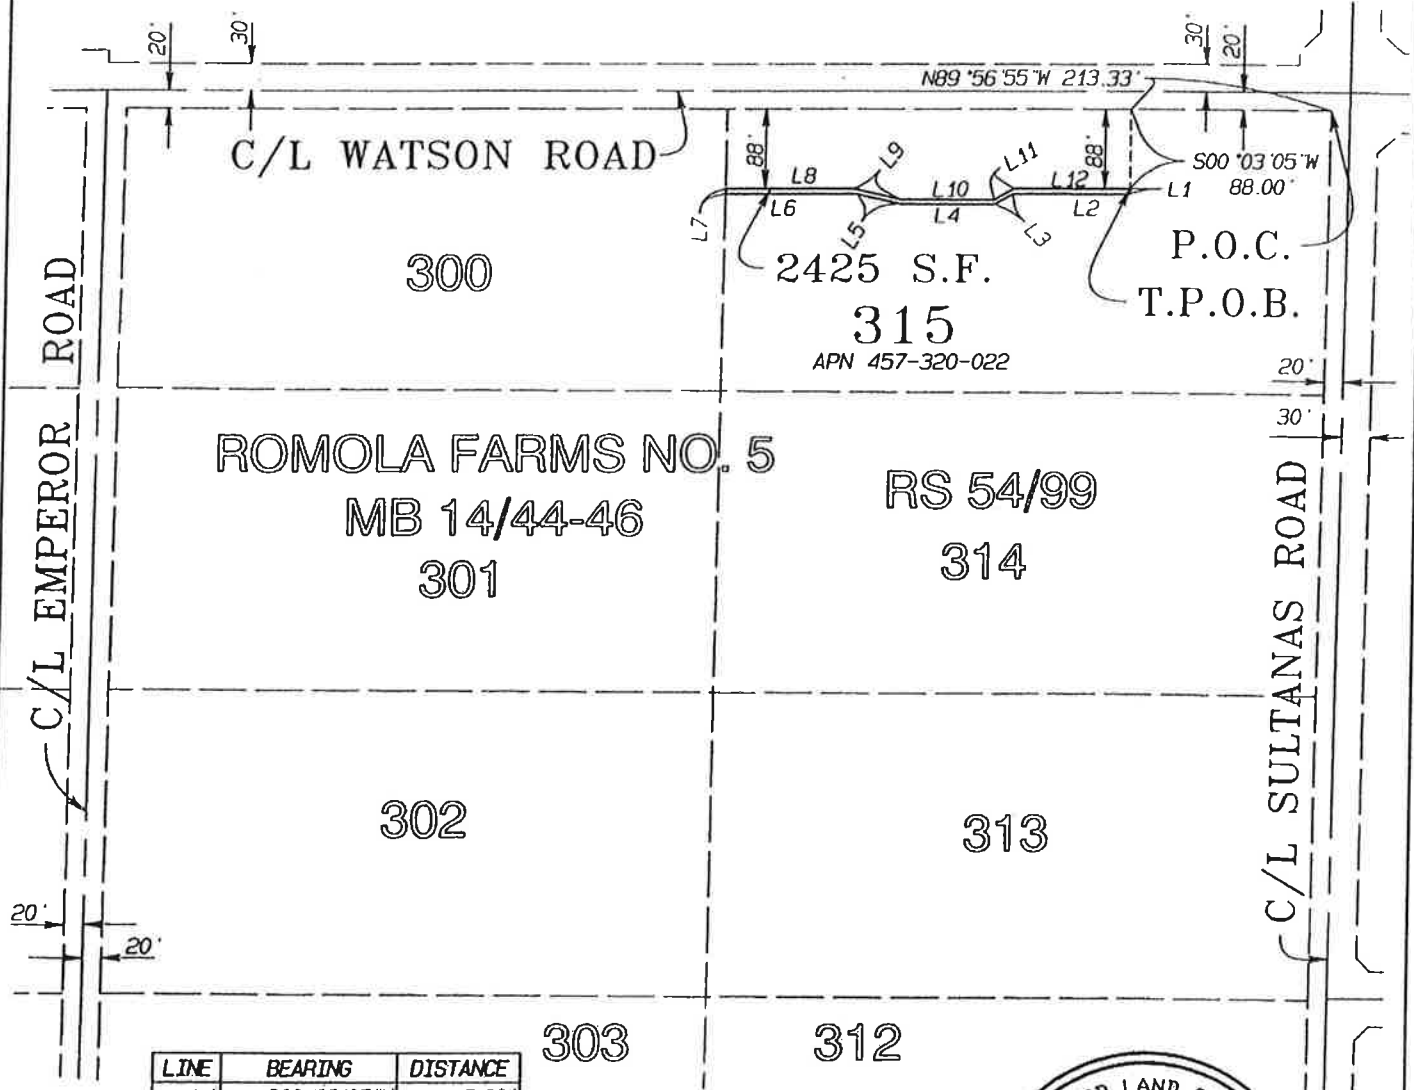 20'
30'
30'
20'
N89°56'55"W 213.33'
C/L WATSON ROAD
88'
88'
L8
L9
L10
L11
L12
S00°03'05"W
88.00'
L1
L7
L6
L5
L4
L3
L2
P.O.C.
T.P.O.B.
300
2425 S.F.
315
APN 457-320-022
20'
30'
C/L EMPEROR ROAD
ROMOLA FARMS NO. 5
MB 14/44-46
301
RS 54/99
314
C/L SULTANAS ROAD
302
313
20'
20'
303
312
LINE BEARING DISTANCE
LAND